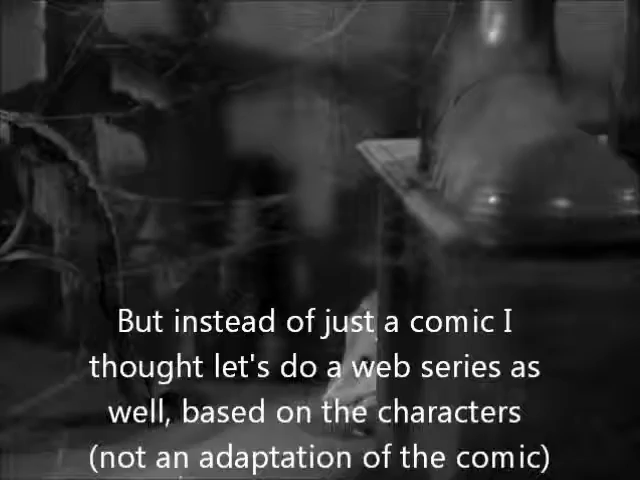 But instead of just a comic I
thought let's do a web series as
well, based on the characters
(not an adaptation of the comic)